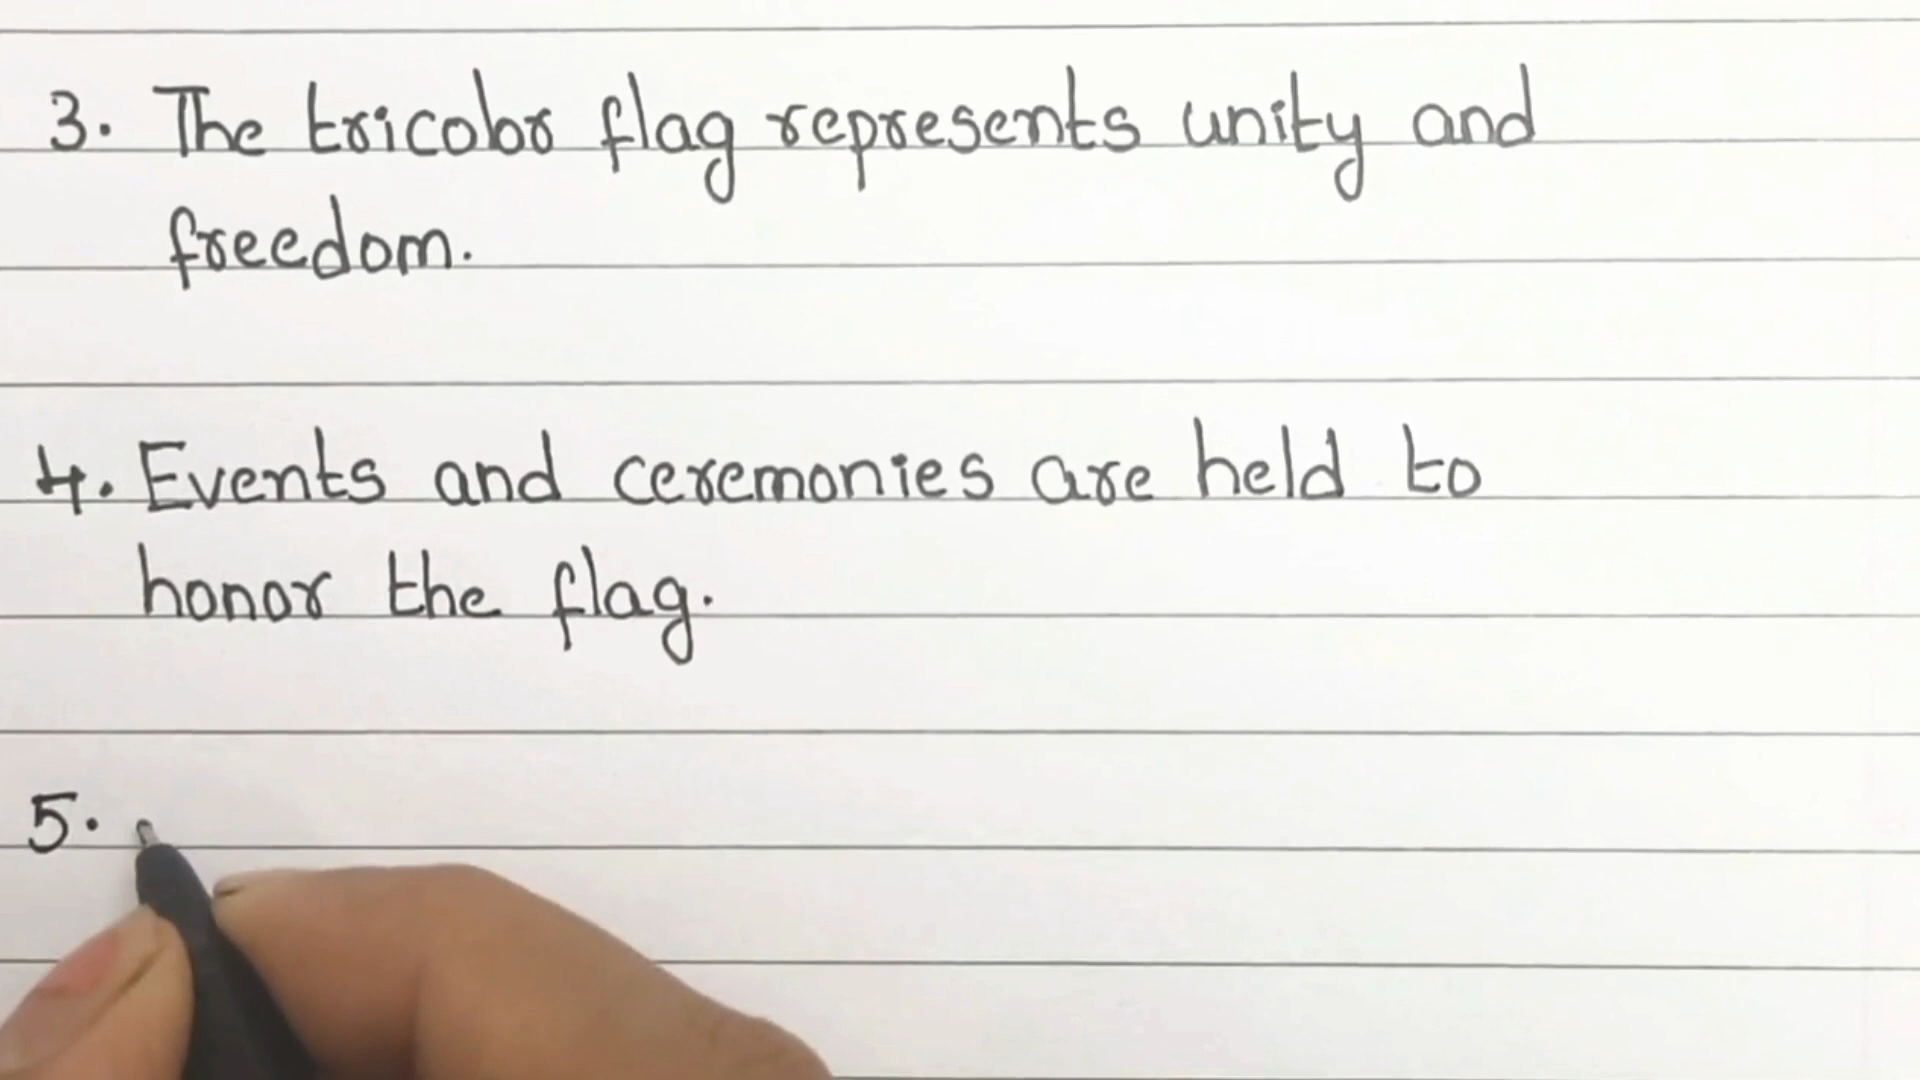 3. The tricolor flag represents unity and
freedom.
4. Events and ceremonies are held to
honor the flag.
5.